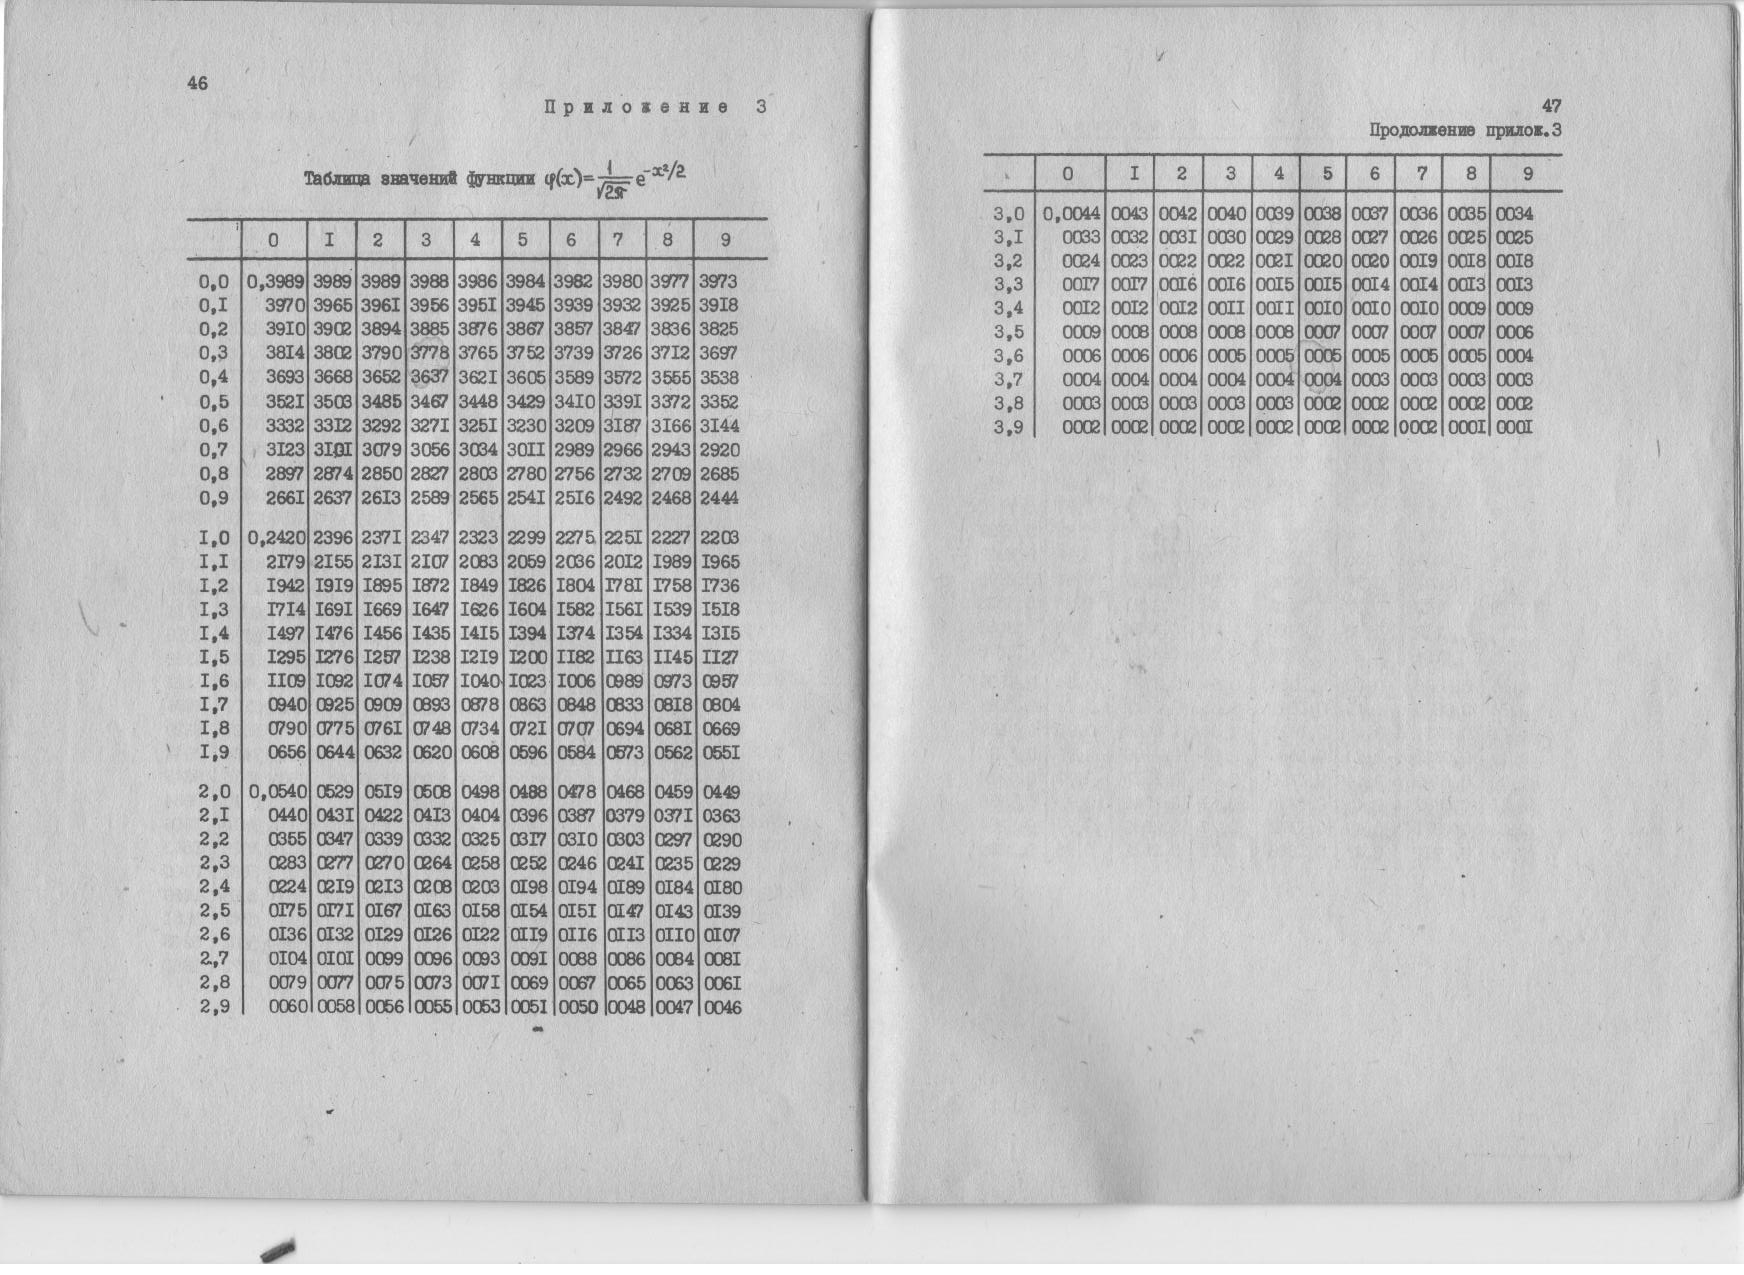 46
Приложение 3
Таблица значений функции φ(x)=1/√2π e^-x²/2
0 I 2 3 4 5 6 7 8 9
0,0 0,3989 3989 3989 3988 3986 3984 3982 3980 3977 3973
0,I 3970 3965 396I 3956 395I 3945 3939 3932 3925 39I8
0,2 39I0 3902 3894 3885 3876 3867 3857 3847 3836 3825
0,3 38I4 3802 3790 3778 3765 3752 3739 3726 37I2 3697
0,4 3693 3668 3652 3637 362I 3605 3589 3572 3555 3538
0,5 352I 3503 3485 3467 3448 3429 34I0 339I 3372 3352
0,6 3332 33I2 3292 327I 325I 3230 3209 3I87 3I66 3I44
0,7 3I23 3I0I 3079 3056 3034 30II 2989 2966 2943 2920
0,8 2897 2874 2850 2827 2803 2780 2756 2732 2709 2685
0,9 266I 2637 26I3 2589 2565 254I 25I6 2492 2468 2444
I,0 0,2420 2396 237I 2347 2323 2299 2275 225I 2227 2203
I,I 2I79 2I55 2I3I 2I07 2083 2059 2036 20I2 I989 I965
I,2 I942 I9I9 I895 I872 I849 I826 I804 I78I I758 I736
I,3 I7I4 I69I I669 I647 I626 I604 I582 I56I I539 I5I8
I,4 I497 I476 I456 I435 I4I5 I394 I374 I354 I334 I3I5
I,5 I295 I276 I257 I238 I2I9 I200 II82 II63 II45 II27
I,6 II09 I092 I074 I057 I040 I023 I006 0989 0973 0957
I,7 0940 0925 0909 0893 0878 0863 0848 0833 08I8 0804
I,8 0790 0775 076I 0748 0734 072I 0707 0694 068I 0669
I,9 0656 0644 0632 0620 0608 0596 0584 0573 0562 055I
2,0 0,0540 0529 05I9 0508 0498 0488 0478 0468 0459 0449
2,I 0440 043I 0422 04I3 0404 0396 0387 0379 037I 0363
2,2 0355 0347 0339 0332 0325 03I7 03I0 0303 0297 0290
2,3 0283 0277 0270 0264 0258 0252 0246 024I 0235 0229
2,4 0224 02I9 02I3 0208 0203 0I98 0I94 0I89 0I84 0I80
2,5 0I75 0I7I 0I67 0I63 0I58 0I54 0I5I 0I47 0I43 0I39
2,6 0I36 0I32 0I29 0I26 0I22 0II9 0II6 0II3 0II0 0I07
2,7 0I04 0I0I 0099 0096 0093 009I 0088 0086 0084 008I
2,8 0079 0077 0075 0073 007I 0069 0067 0065 0063 006I
2,9 0060 0058 0056 0055 0053 005I 0050 0048 0047 0046
47
Продолжение прилож.3
0 I 2 3 4 5 6 7 8 9
3,0 0,0044 0043 0042 0040 0039 0038 0037 0036 0035 0034
3,I 0033 0032 003I 0030 0029 0028 0027 0026 0025 0025
3,2 0024 0023 0022 0022 002I 0020 0020 00I9 00I8 00I8
3,3 00I7 00I7 00I6 00I6 00I5 00I5 00I4 00I4 00I3 00I3
3,4 00I2 00I2 00I2 00II 00II 00I0 00I0 00I0 0009 0009
3,5 0009 0008 0008 0008 0008 0007 0007 0007 0007 0006
3,6 0006 0006 0006 0005 0005 0005 0005 0005 0005 0004
3,7 0004 0004 0004 0004 0004 0004 0003 0003 0003 0003
3,8 0003 0003 0003 0003 0003 0002 0002 0002 0002 0002
3,9 0002 0002 0002 0002 0002 0002 0002 0002 000I 000I